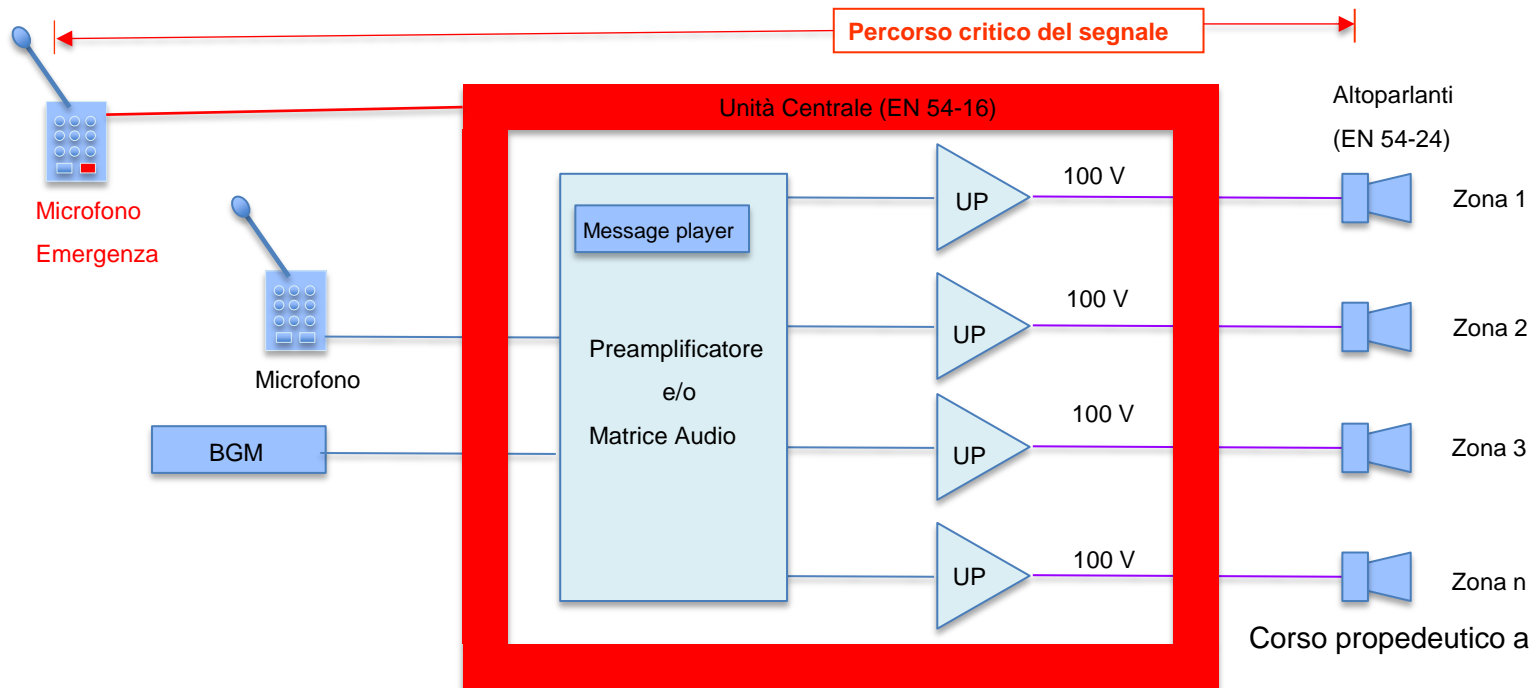 Percorso critico del segnale
Unità Centrale (EN 54-16)
Altoparlanti
(EN 54-24)
Microfono
Emergenza
Microfono
BGM
Message player
Preamplificatore
e/o
Matrice Audio
UP
100 V
Zona 1
UP
100 V
Zona 2
UP
100 V
Zona 3
UP
100 V
Zona n
Corso propedeutico a